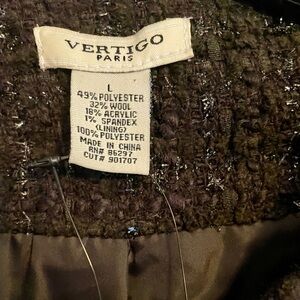 VERTIGO
PARIS
L
49% POLYESTER
32% WOOL
18% ACRYLIC
1% SPANDEX
(LINING)
100% POLYESTER
MADE IN CHINA
RN# 86297
CUT# 901707